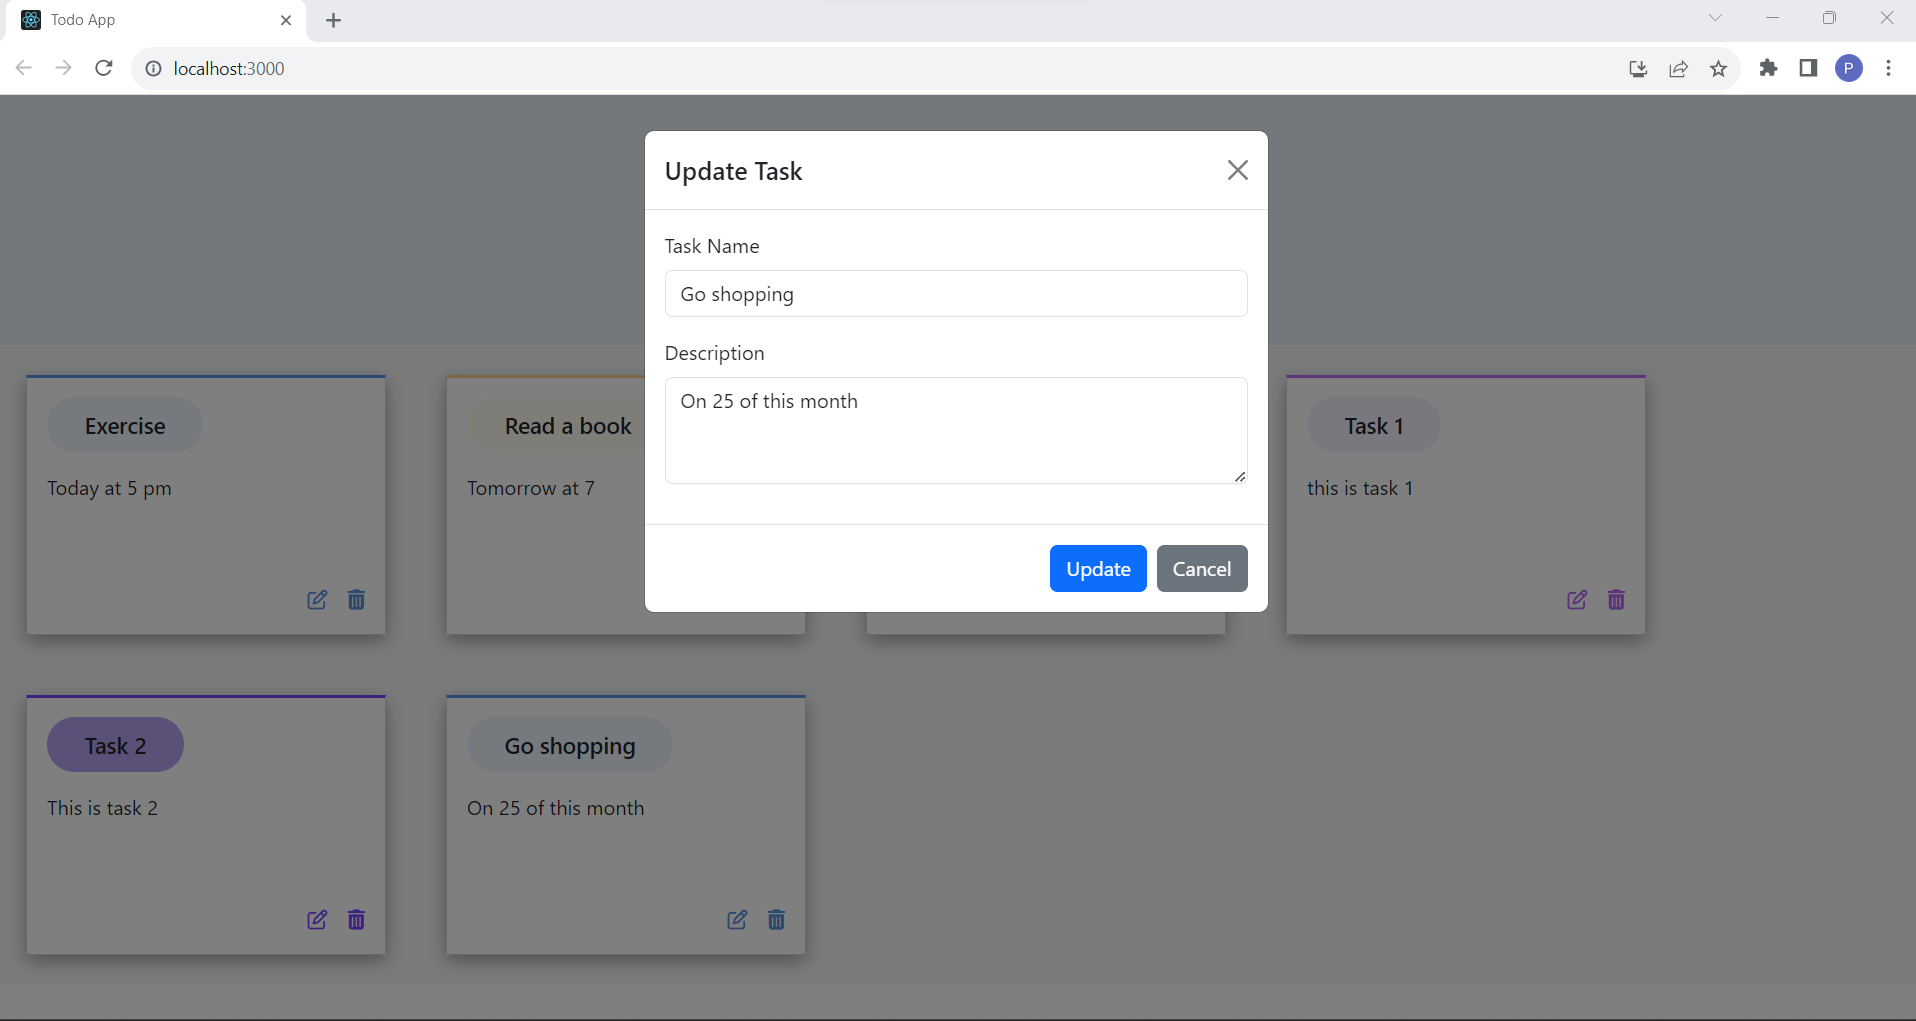 Todo App
localhost:3000
P
Update Task
Task Name
Go shopping
Description
On 25 of this month
Update
Cancel
Exercise
Today at 5 pm
Read a book
Tomorrow at 7
Task 1
this is task 1
Task 2
This is task 2
Go shopping
On 25 of this month